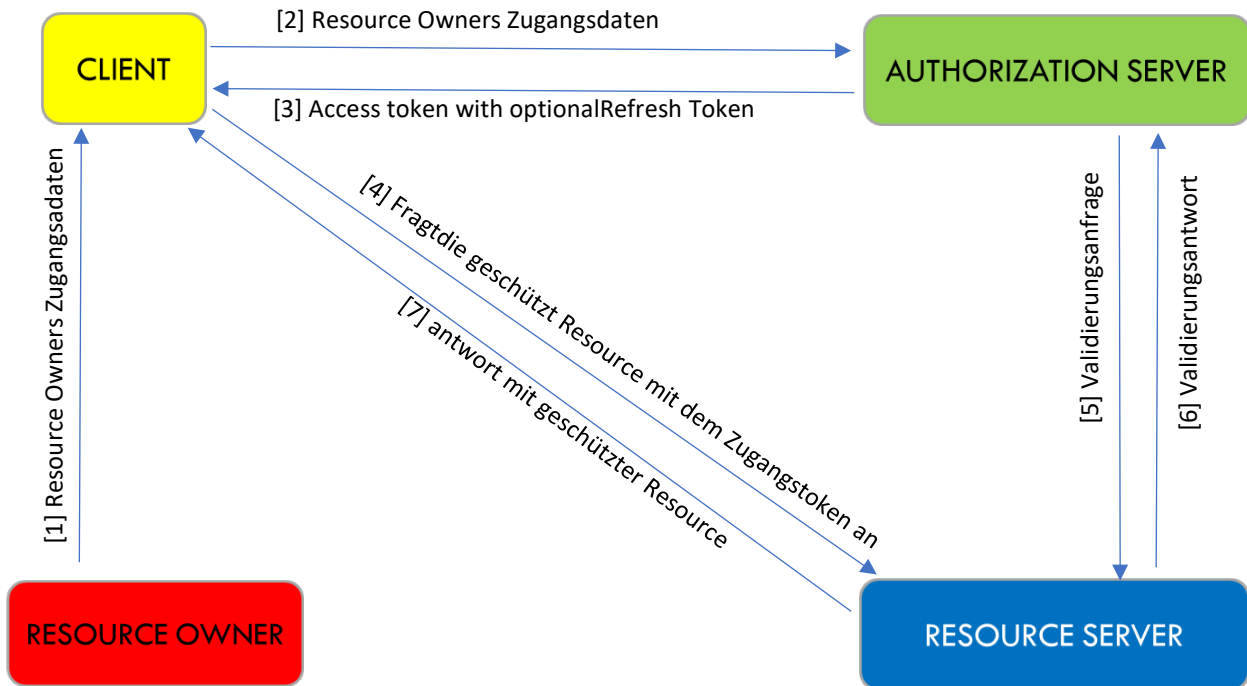 [2] Resource Owners Zugangsdaten
CLIENT
AUTHORIZATION SERVER
[3] Access token with optionalRefresh Token
[1] Resource Owners Zugangsadaten
[4] Fragtdie geschützt Resource mit dem Zugangstoken an
[7] antwort mit geschützter Resource
[5] Validierungsanfrage
[6] Validierungsantwort
RESOURCE OWNER
RESOURCE SERVER